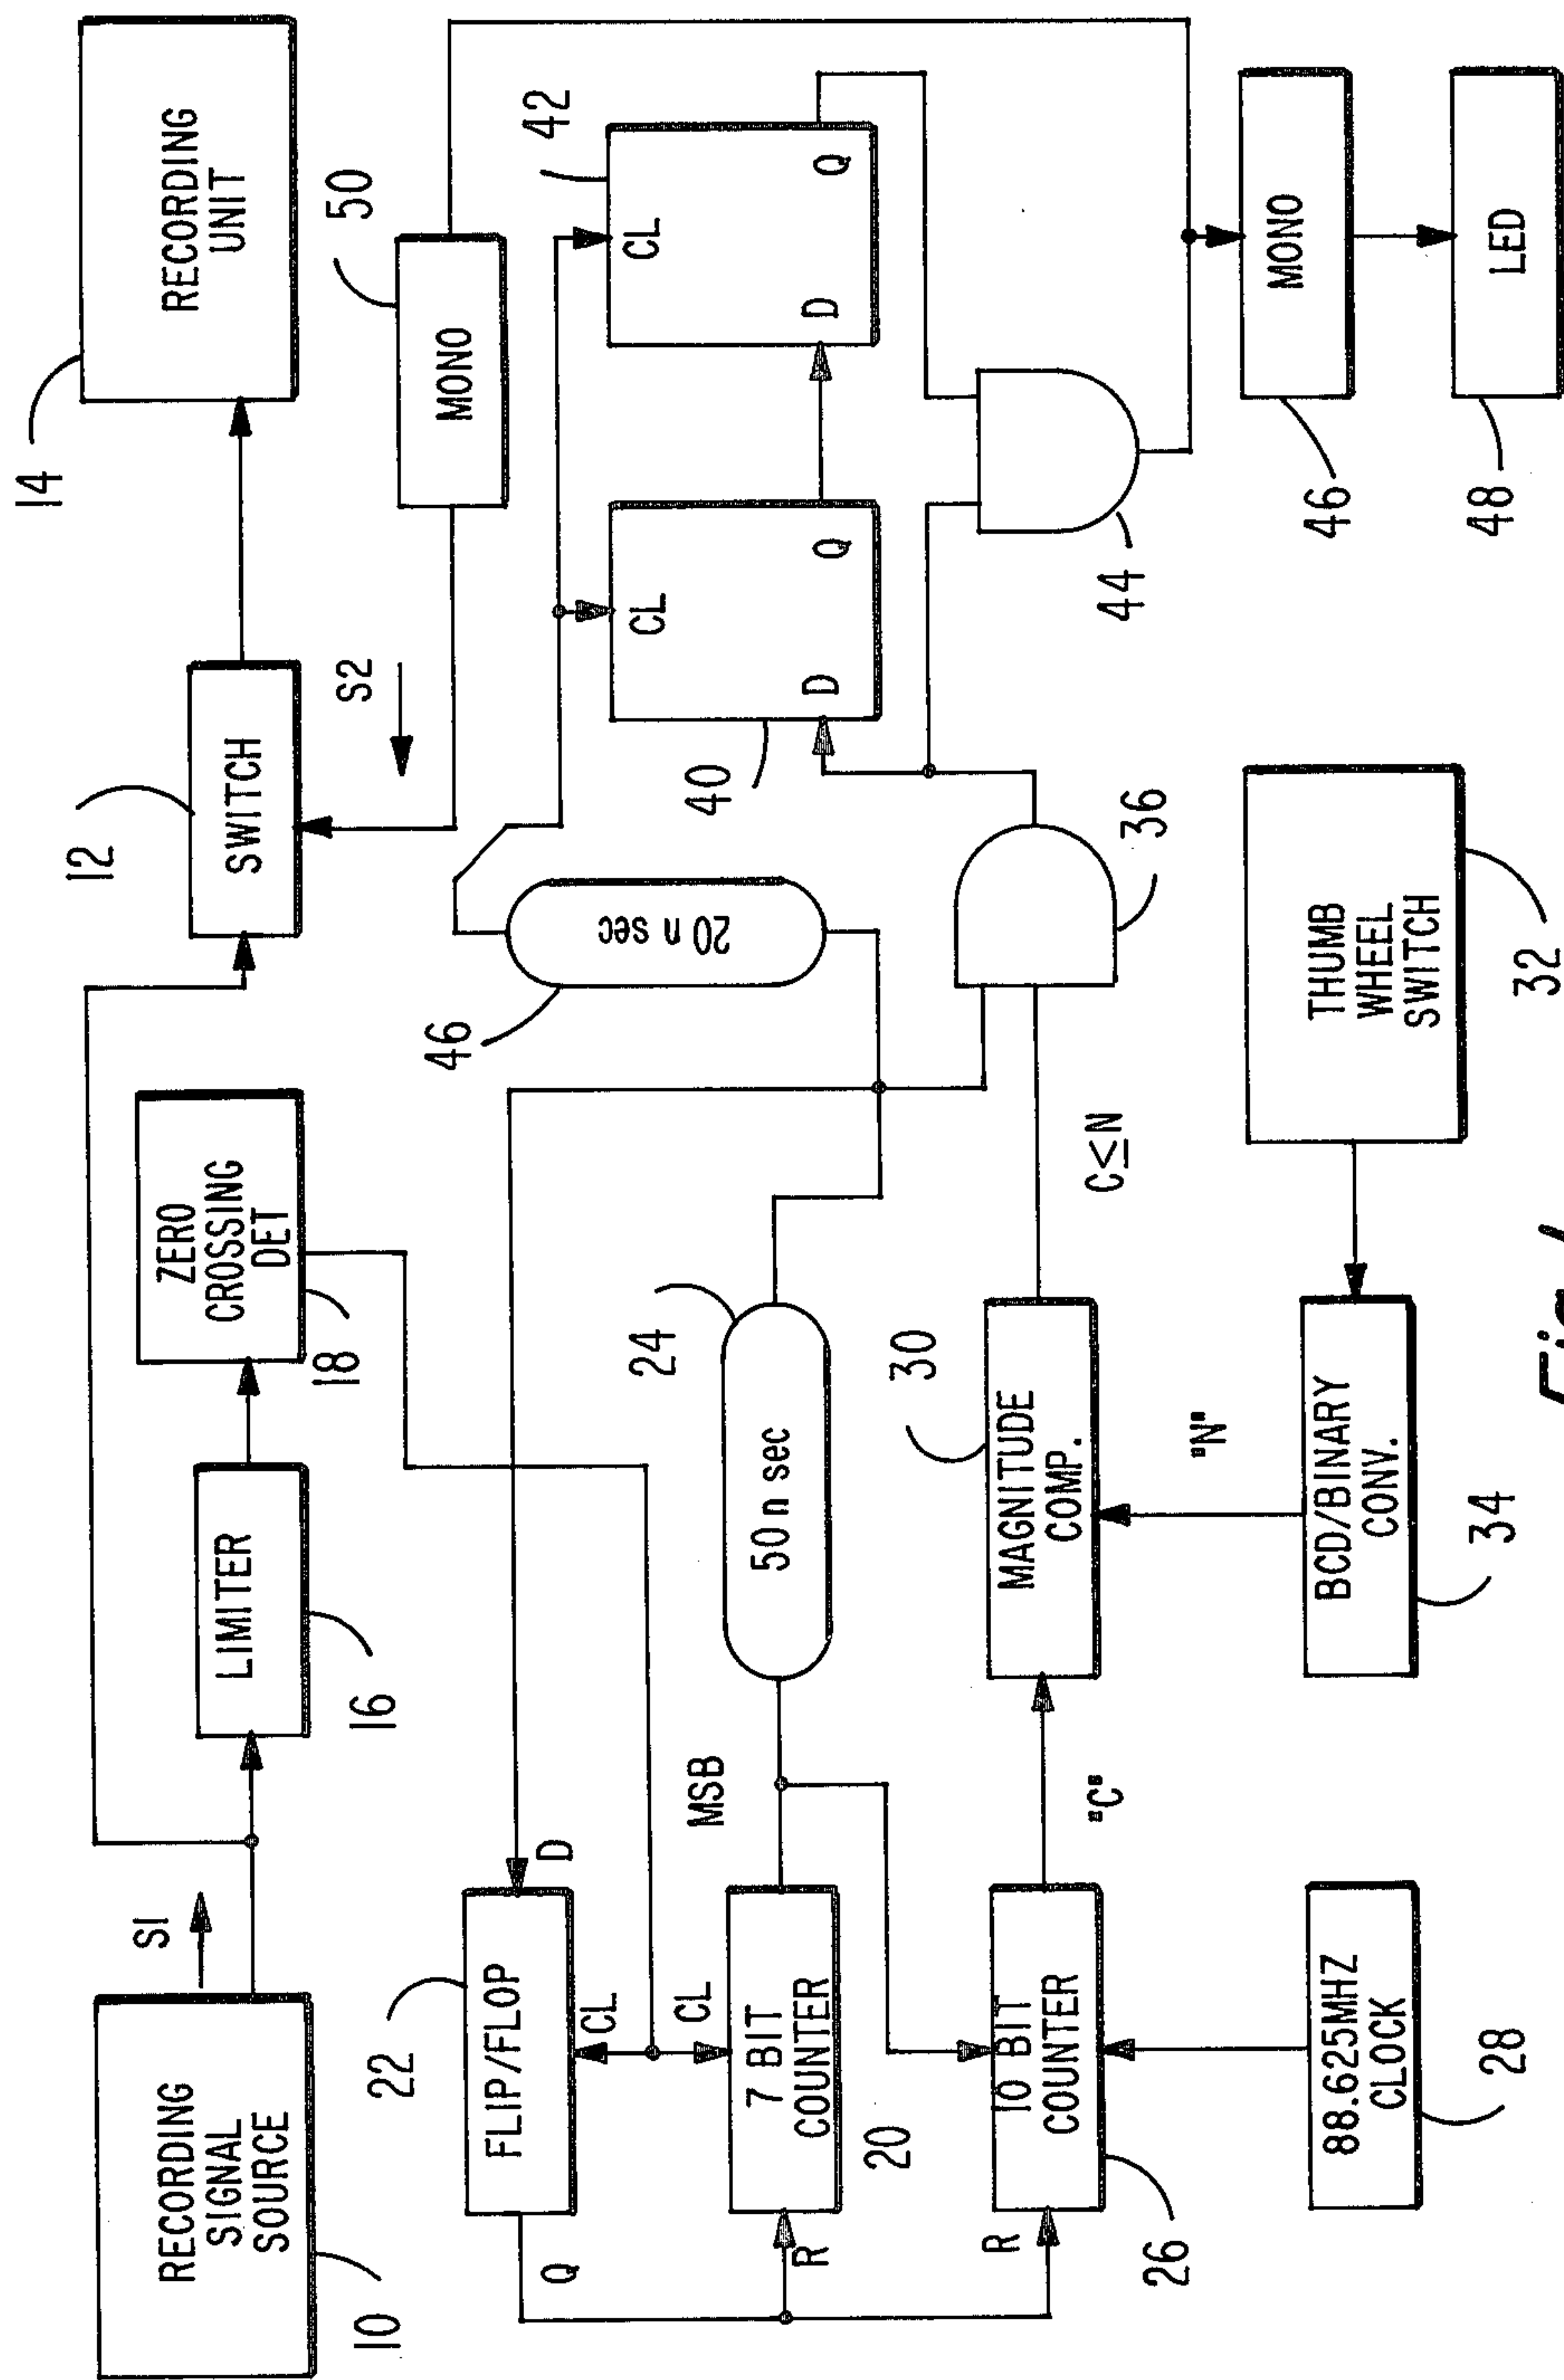 RECORDING
SIGNAL
SOURCE
10
S1
LIMITER
16
ZERO
CROSSING
DET
18
SWITCH
12
RECORDING
UNIT
14
S2
MONO
50
FLIP/FLOP
22
Q
D
CL
CL
7 BIT
COUNTER
20
R
MSB
50 n sec
24
20 n sec
46
CL
D
Q
40
CL
D
Q
42
10 BIT
COUNTER
26
R
"C"
MAGNITUDE
COMP.
30
C≤N
36
44
88.625MHZ
CLOCK
28
BCD/BINARY
CONV.
34
"N"
THUMB
WHEEL
SWITCH
32
MONO
46
LED
48